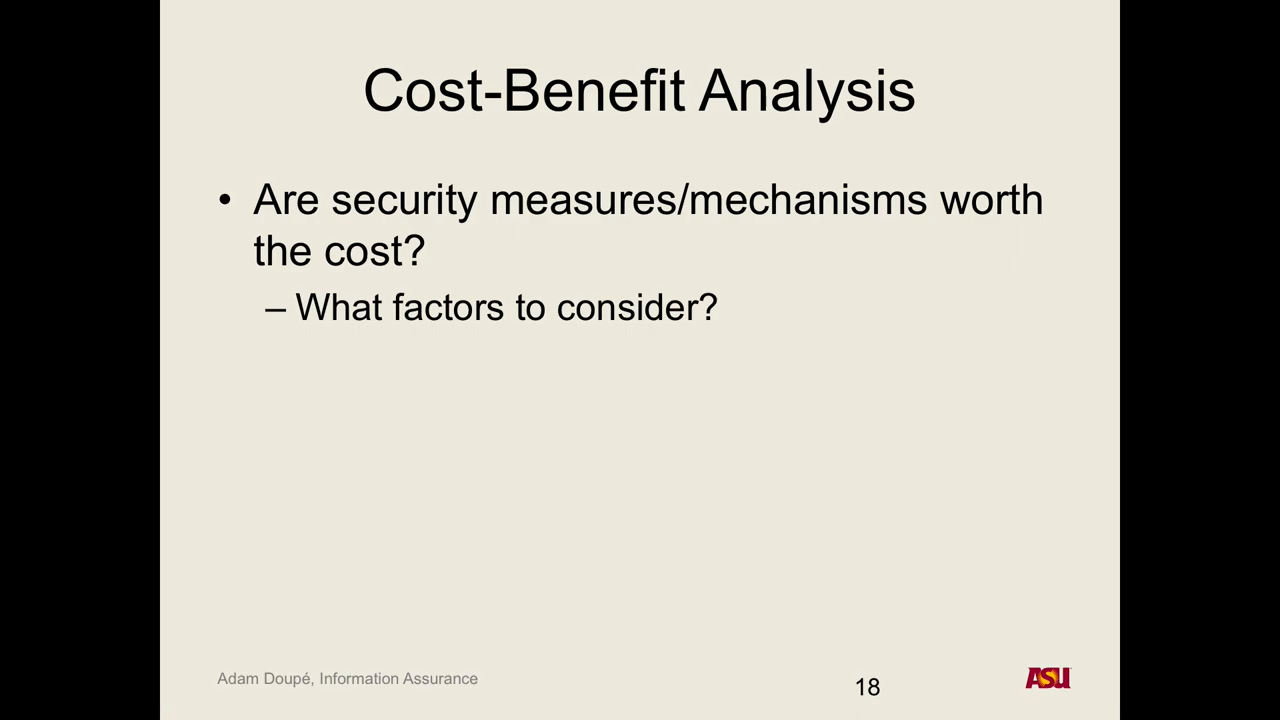 Cost-Benefit Analysis
• Are security measures/mechanisms worth
the cost?
– What factors to consider?
Adam Doupé, Information Assurance
18
ASU